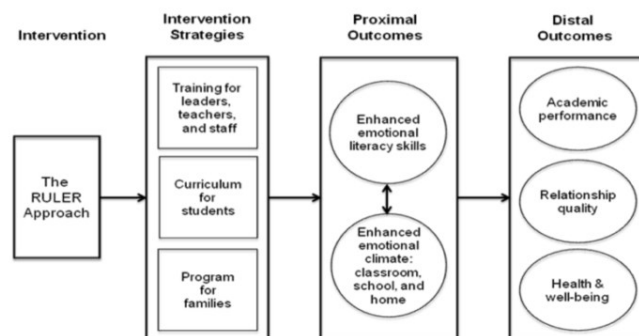 Intervention
Intervention
Strategies
Proximal
Outcomes
Distal
Outcomes
The
RULER
Approach
Training for
leaders,
teachers,
and staff
Curriculum
for
students
Program
for
families
Enhanced
emotional
literacy skills
Enhanced
emotional
climate:
classroom,
school, and
home
Academic
performance
Relationship
quality
Health &
well-being